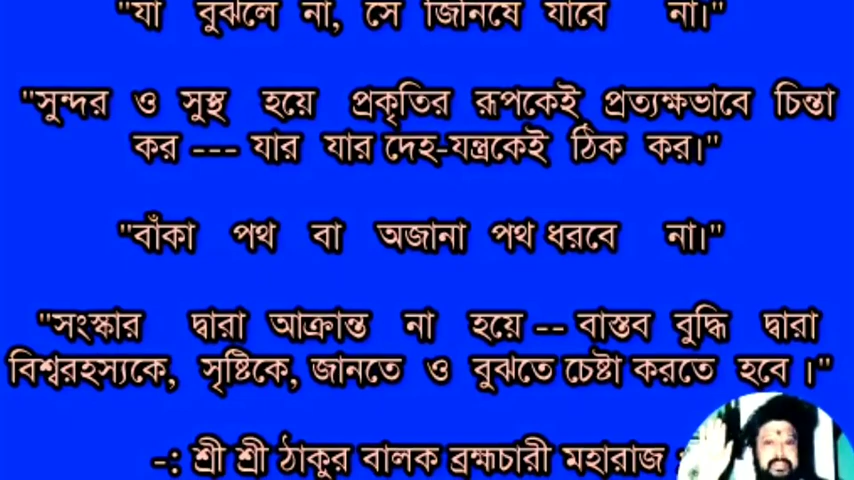 "যা বুঝলে না, সে জিনিষে যাবে না।"
"সুন্দর ও সুস্থ হয়ে প্রকৃতির রূপকেই প্রত্যক্ষভাবে চিন্তা
কর --- যার যার দেহ-যন্ত্রকেই ঠিক কর।"
"বাঁকা পথ বা অজানা পথ ধরবে না।"
"সংস্কার দ্বারা আক্রান্ত না হয়ে -- বাস্তব বুদ্ধি দ্বারা
বিশ্বরহস্যকে, সৃষ্টিকে, জানতে ও বুঝতে চেষ্টা করতে হবে ।"
-: শ্রী শ্রী ঠাকুর বালক ব্রহ্মচারী মহারাজ :